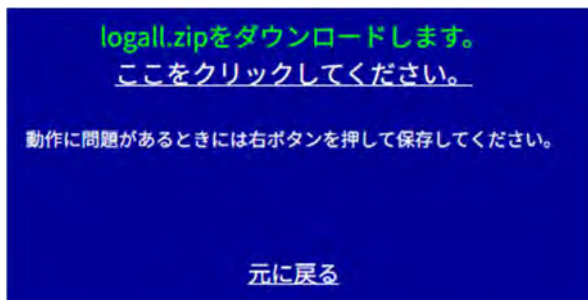 logall.zipをダウンロードします。
ここをクリックしてください。
動作に問題があるときには右ボタンを押して保存してください。
元に戻る